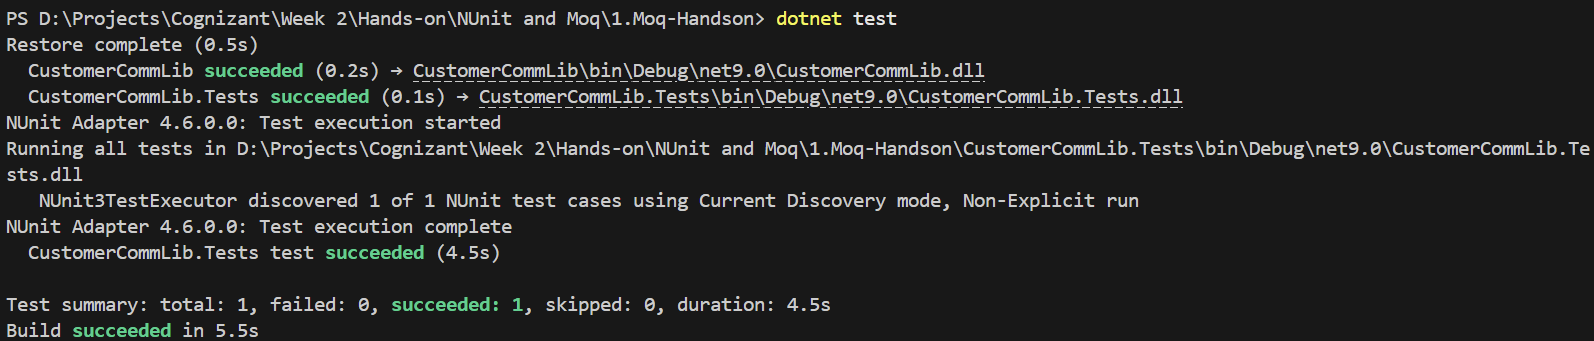 PS D:\Projects\Cognizant\Week 2\Hands-on\NUnit and Moq\1.Moq-Handson> dotnet test
Restore complete (0.5s)
  CustomerCommLib succeeded (0.2s) → CustomerCommLib\bin\Debug\net9.0\CustomerCommLib.dll
  CustomerCommLib.Tests succeeded (0.1s) → CustomerCommLib.Tests\bin\Debug\net9.0\CustomerCommLib.Tests.dll
NUnit Adapter 4.6.0.0: Test execution started
Running all tests in D:\Projects\Cognizant\Week 2\Hands-on\NUnit and Moq\1.Moq-Handson\CustomerCommLib.Tests\bin\Debug\net9.0\CustomerCommLib.Te
sts.dll
   NUnit3TestExecutor discovered 1 of 1 NUnit test cases using Current Discovery mode, Non-Explicit run
NUnit Adapter 4.6.0.0: Test execution complete
  CustomerCommLib.Tests test succeeded (4.5s)

Test summary: total: 1, failed: 0, succeeded: 1, skipped: 0, duration: 4.5s
Build succeeded in 5.5s